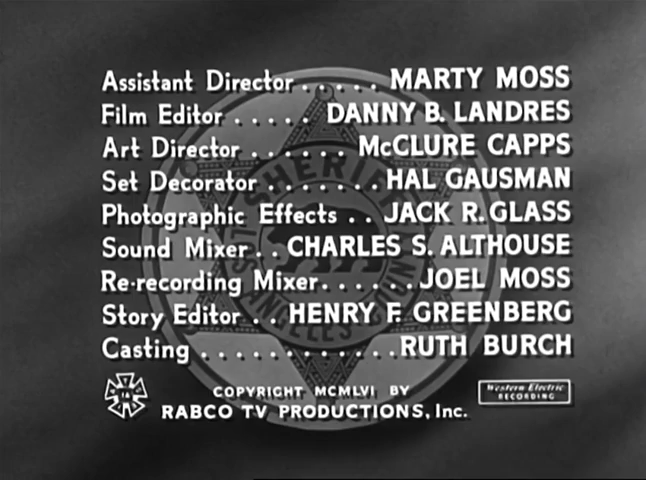 Assistant Director . . . . . MARTY MOSS
Film Editor . . . . . DANNY B. LANDRES
Art Director . . . . . . McCLURE CAPPS
Set Decorator . . . . . . . HAL GAUSMAN
Photographic Effects . . JACK R. GLASS
Sound Mixer . . CHARLES S. ALTHOUSE
Re-recording Mixer . . . . . . JOEL MOSS
Story Editor . . HENRY F. GREENBERG
Casting . . . . . . . . . . . . . RUTH BURCH
COPYRIGHT MCMLVI BY
RABCO TV PRODUCTIONS, Inc.
Western Electric
RECORDING
SHERIFF